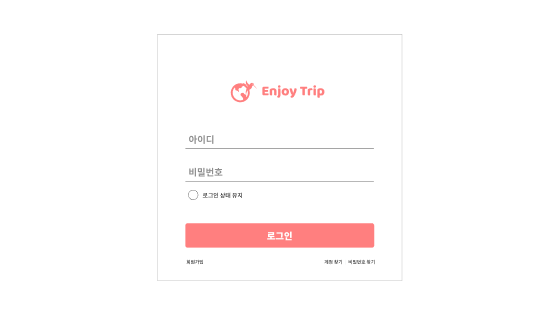 Enjoy Trip
아이디
비밀번호
로그인 상태 유지
로그인
회원가입
계정 찾기 비밀번호 찾기